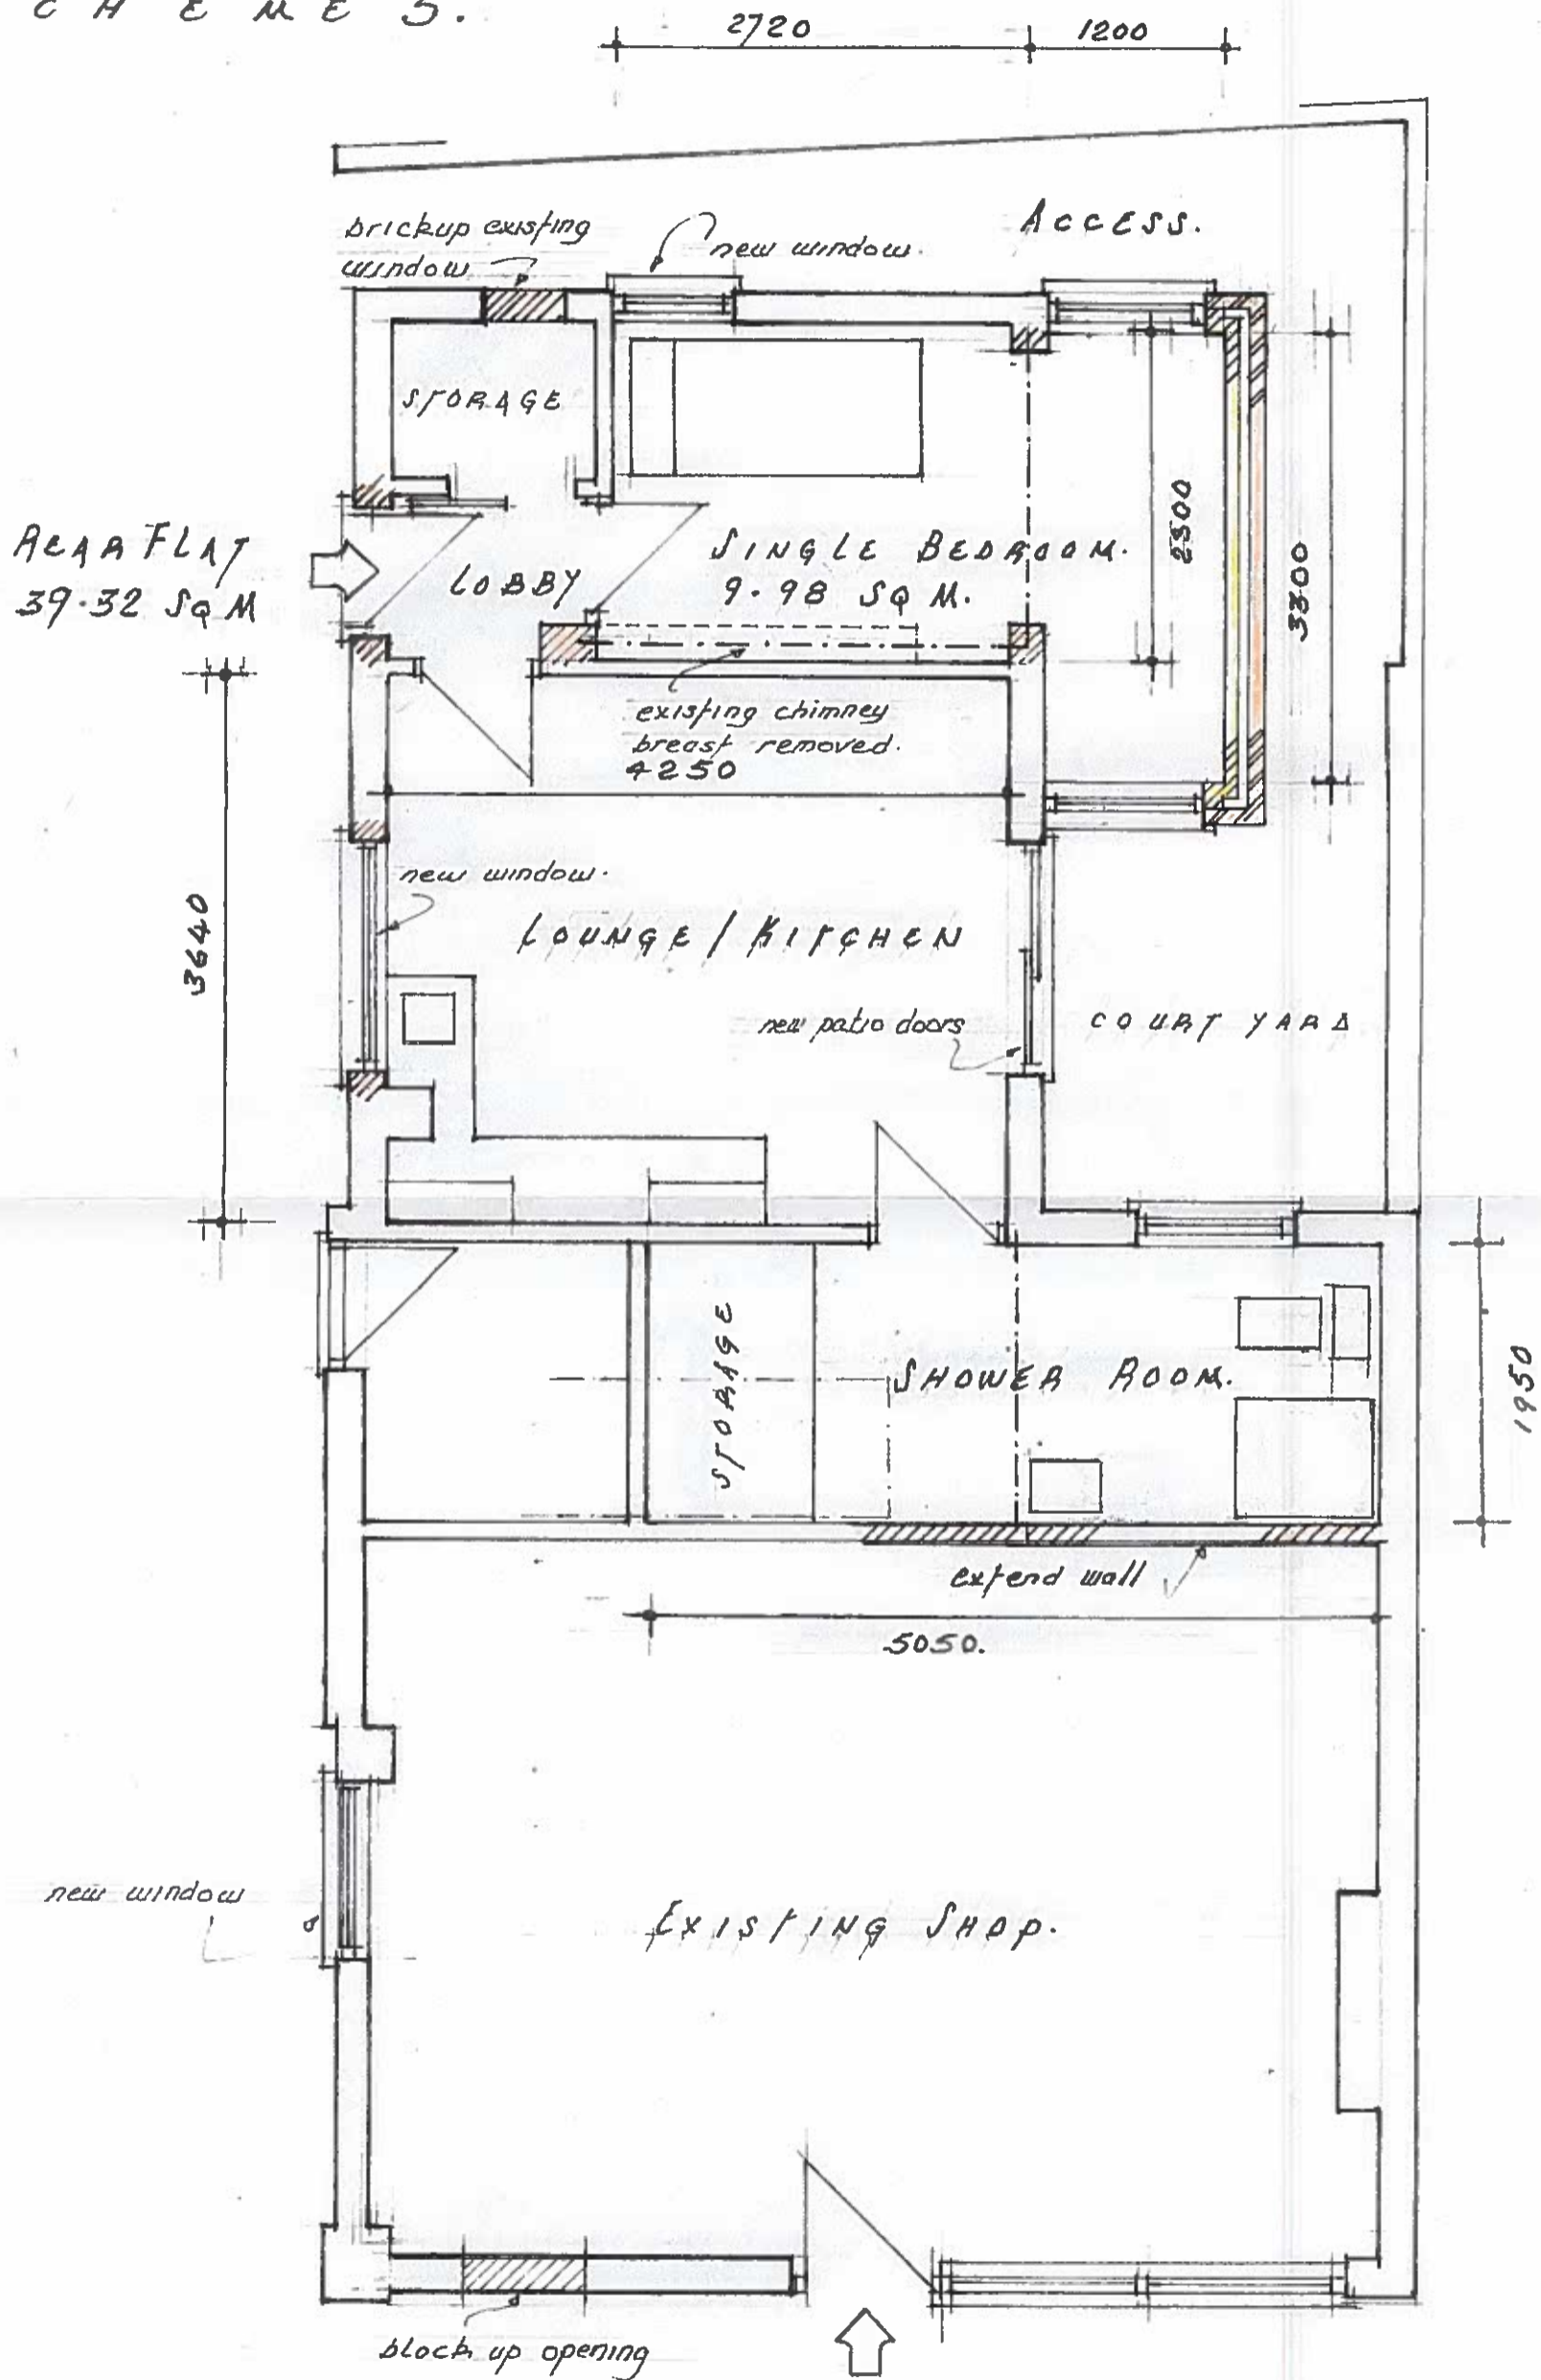 C H E M E S.
2720
1200
ACCESS.
brickup existing
window
new window.
STORAGE
REAR FLAT
39.32 SQ M
LOBBY
SINGLE BEDROOM.
9.98 SQ M.
2300
3300
existing chimney
breast removed.
4250
new window.
3640
LOUNGE / KITCHEN
new patio doors
COURT YARD
STORAGE
SHOWER ROOM.
1950
extend wall
5050.
new window
EXISTING SHOP.
block up opening